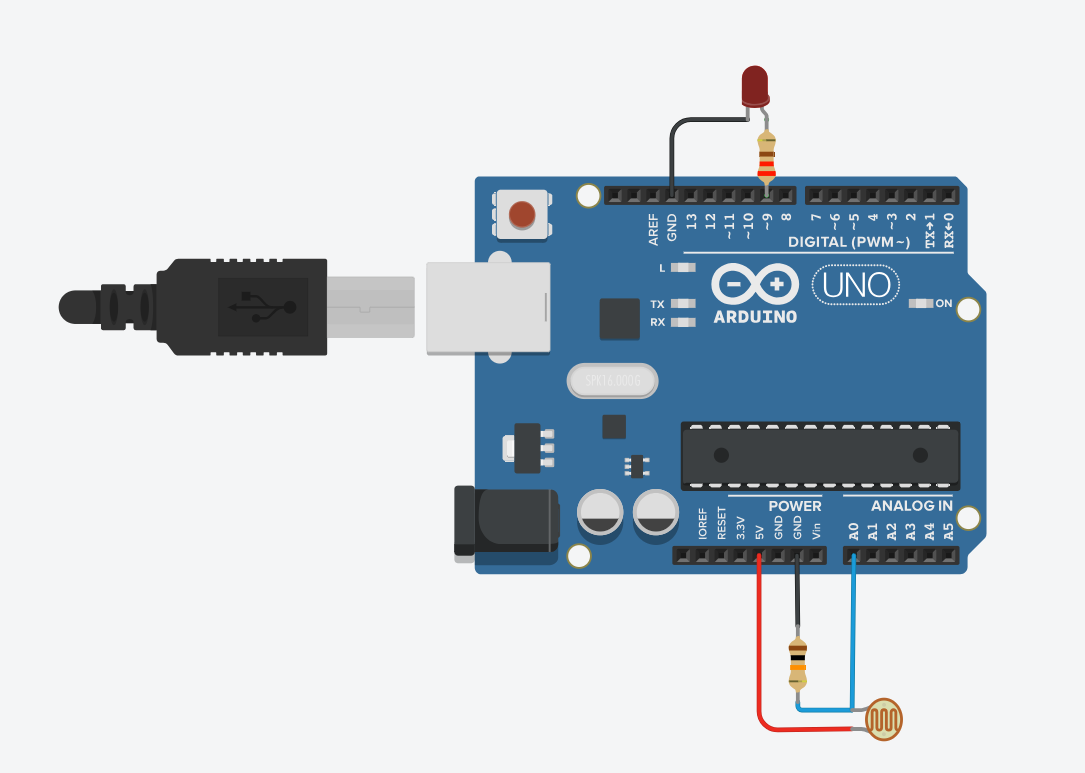 AREF
GND
13
12
~11
~10
~9
8
7
~6
~5
4
~3
2
TX→1
RX←0
DIGITAL (PWM~)
L
TX
RX
ARDUINO
UNO
ON
SPK16.000G
POWER
ANALOG IN
IOREF
RESET
3.3V
5V
GND
GND
Vin
A0
A1
A2
A3
A4
A5